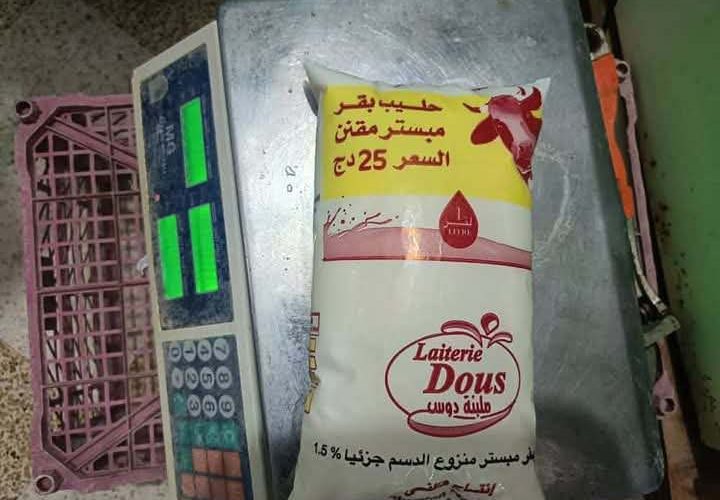 حليب بقر
مبستر مقنن
السعر 25 دج
1
لتر
LITRE
Laiterie
Dous
ملبنة دوس
مبستر منزوع الدسم جزئيا % 1.5